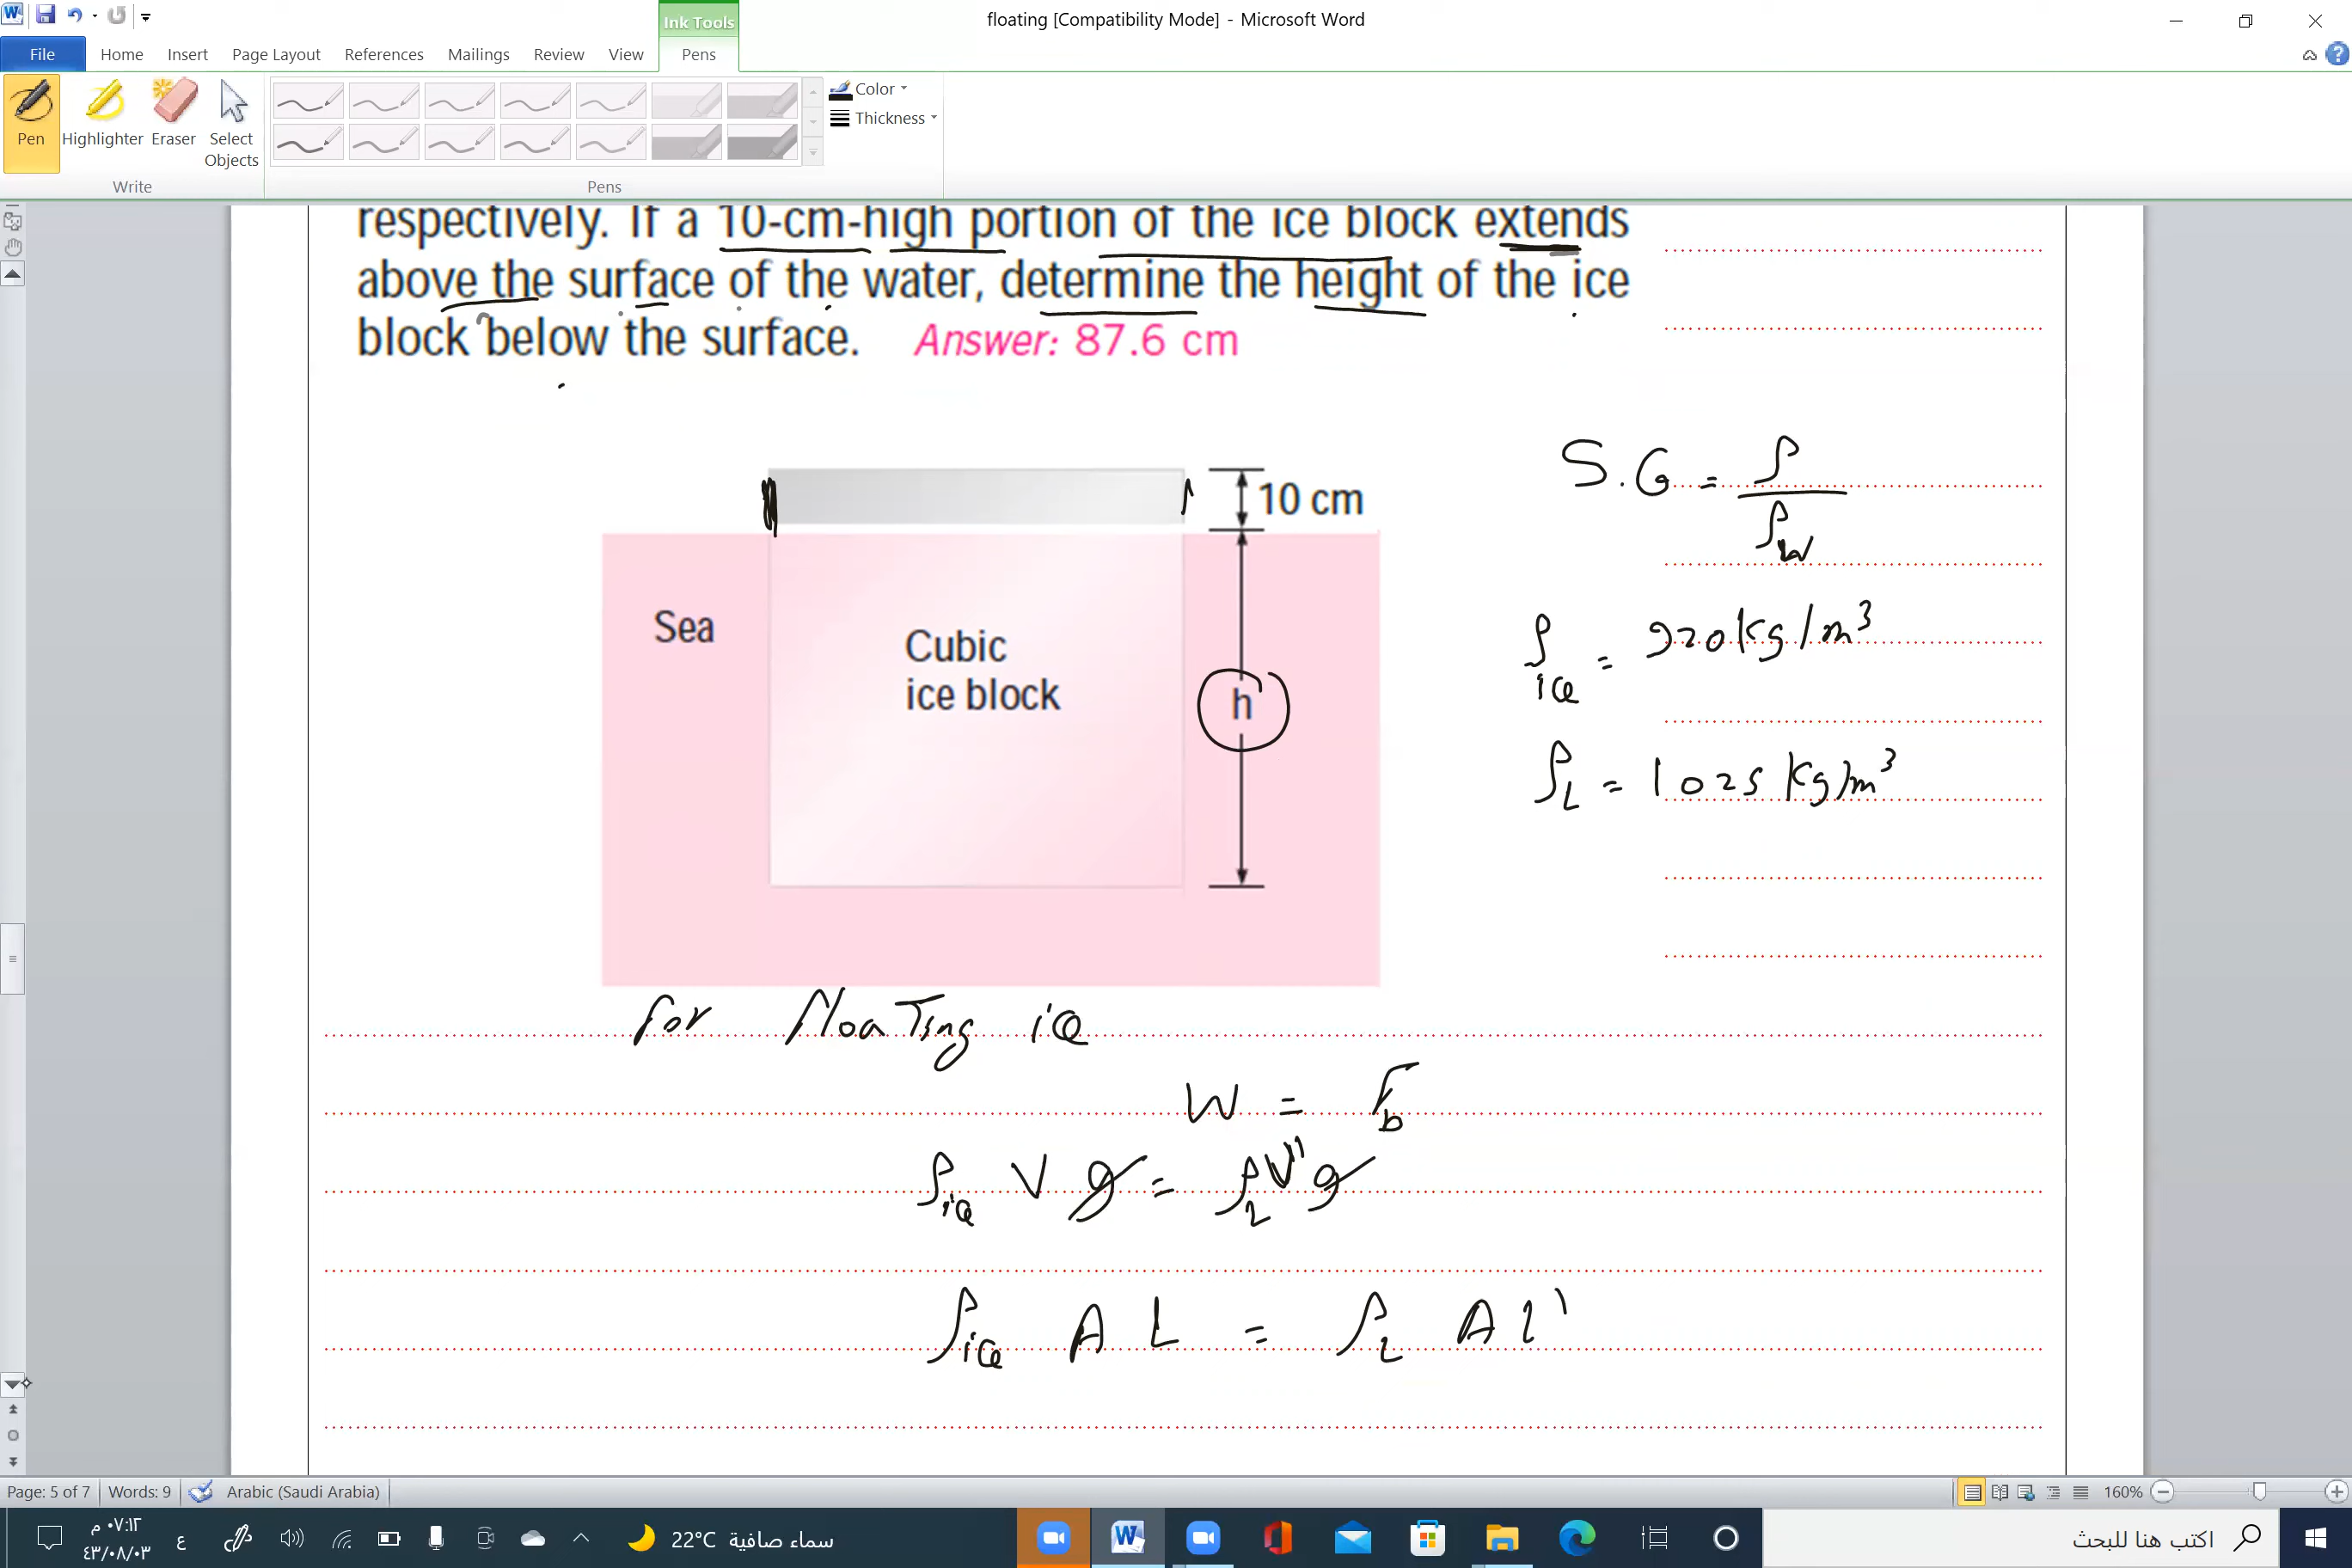 Ink Tools
floating [Compatibility Mode] - Microsoft Word
File Home Insert Page Layout References Mailings Review View Pens
Pen Highlighter Eraser Select Objects
Color
Thickness
Write
Pens
respectively. If a 10-cm-high portion of the ice block extends
above the surface of the water, determine the height of the ice
block below the surface. Answer: 87.6 cm
10 cm
Sea
Cubic
ice block
h
S.G = ρ / ρw
ρice = 920 kg/m³
ρL = 1025 kg/m³
for floaTing ice
W = Fb
ρice V g = ρL V' g
ρice A L = ρL A L'
Page: 5 of 7 Words: 9 Arabic (Saudi Arabia) 160%
٠٧:١٢ م
٤٣/٠٨/٠٣
ع
22°C سماء صافية
اكتب هنا للبحث